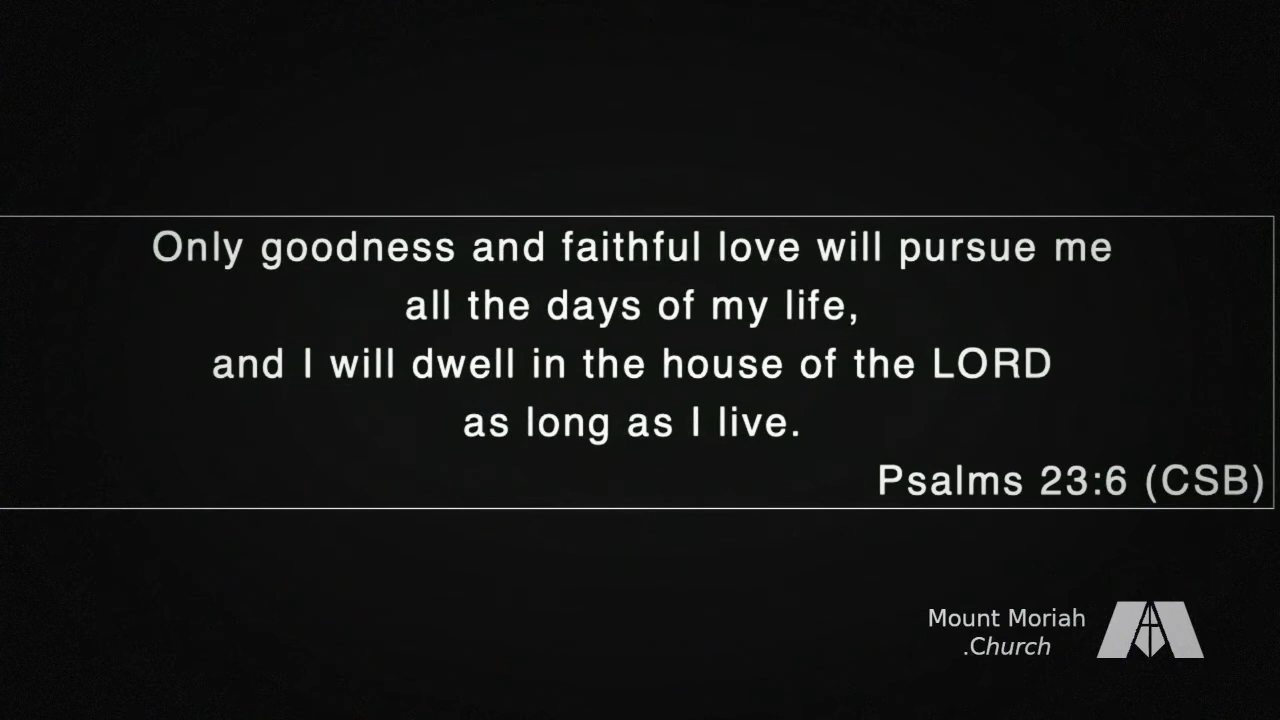 Only goodness and faithful love will pursue me
all the days of my life,
and I will dwell in the house of the LORD
as long as I live.
Psalms 23:6 (CSB)
Mount Moriah
.Church